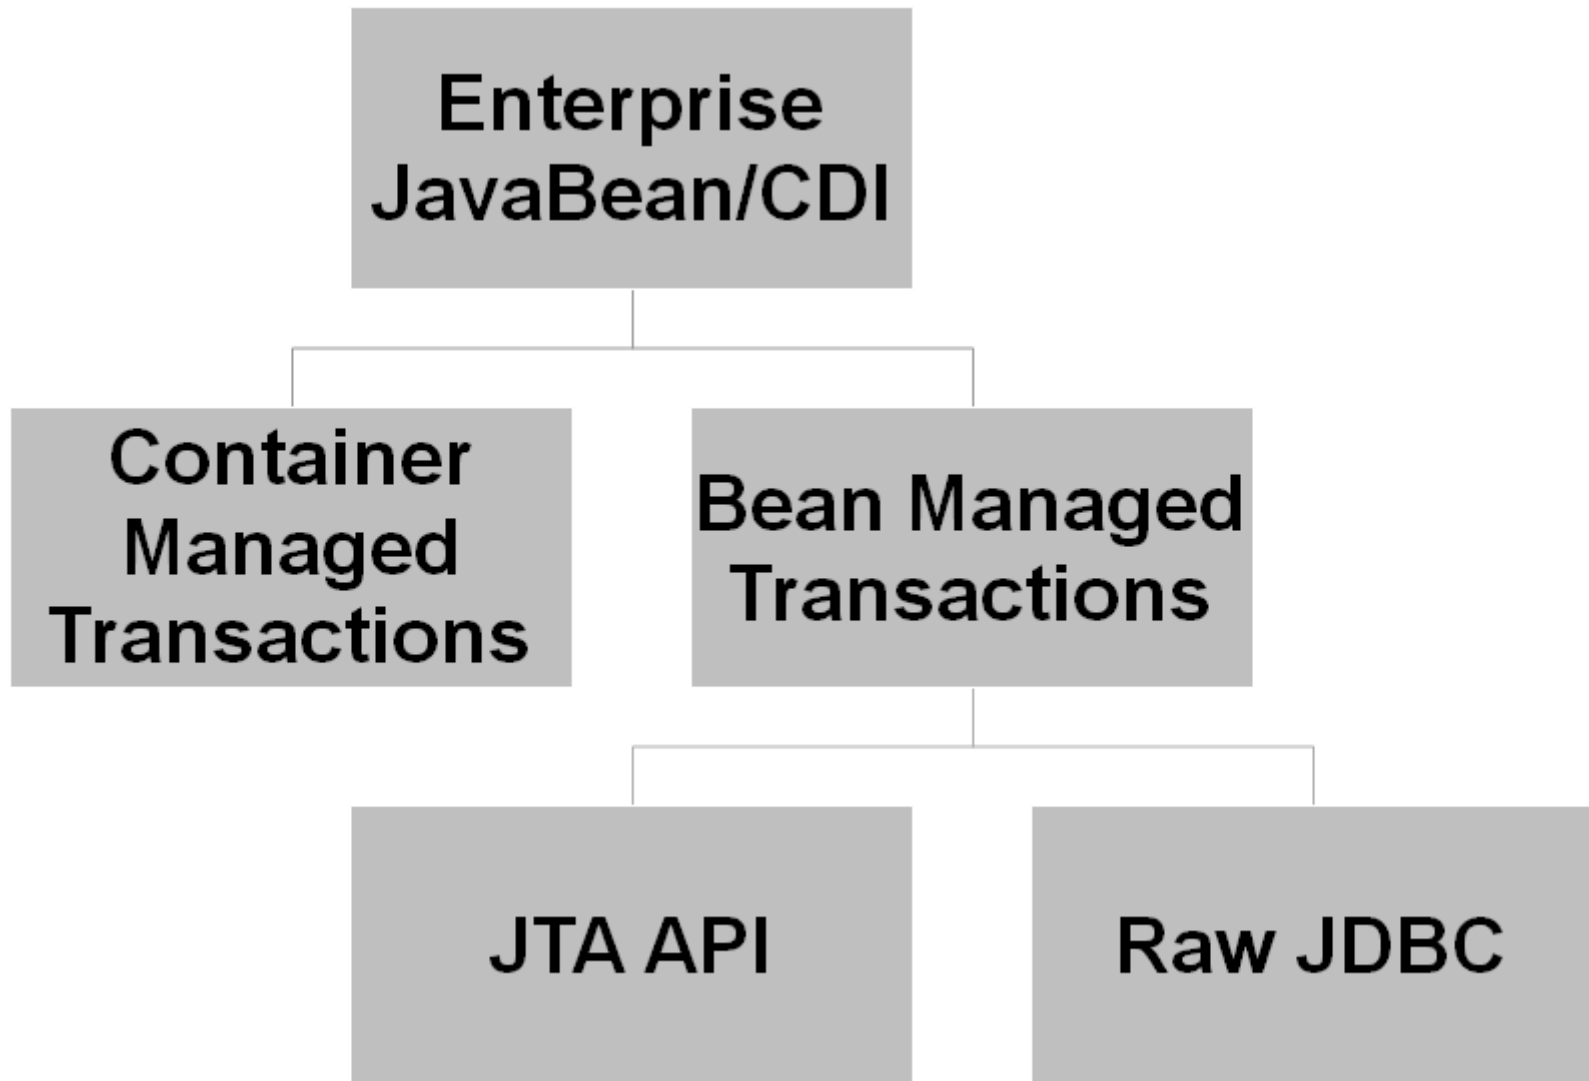 Enterprise
JavaBean/CDI
Container
Managed
Transactions
Bean Managed
Transactions
JTA API
Raw JDBC